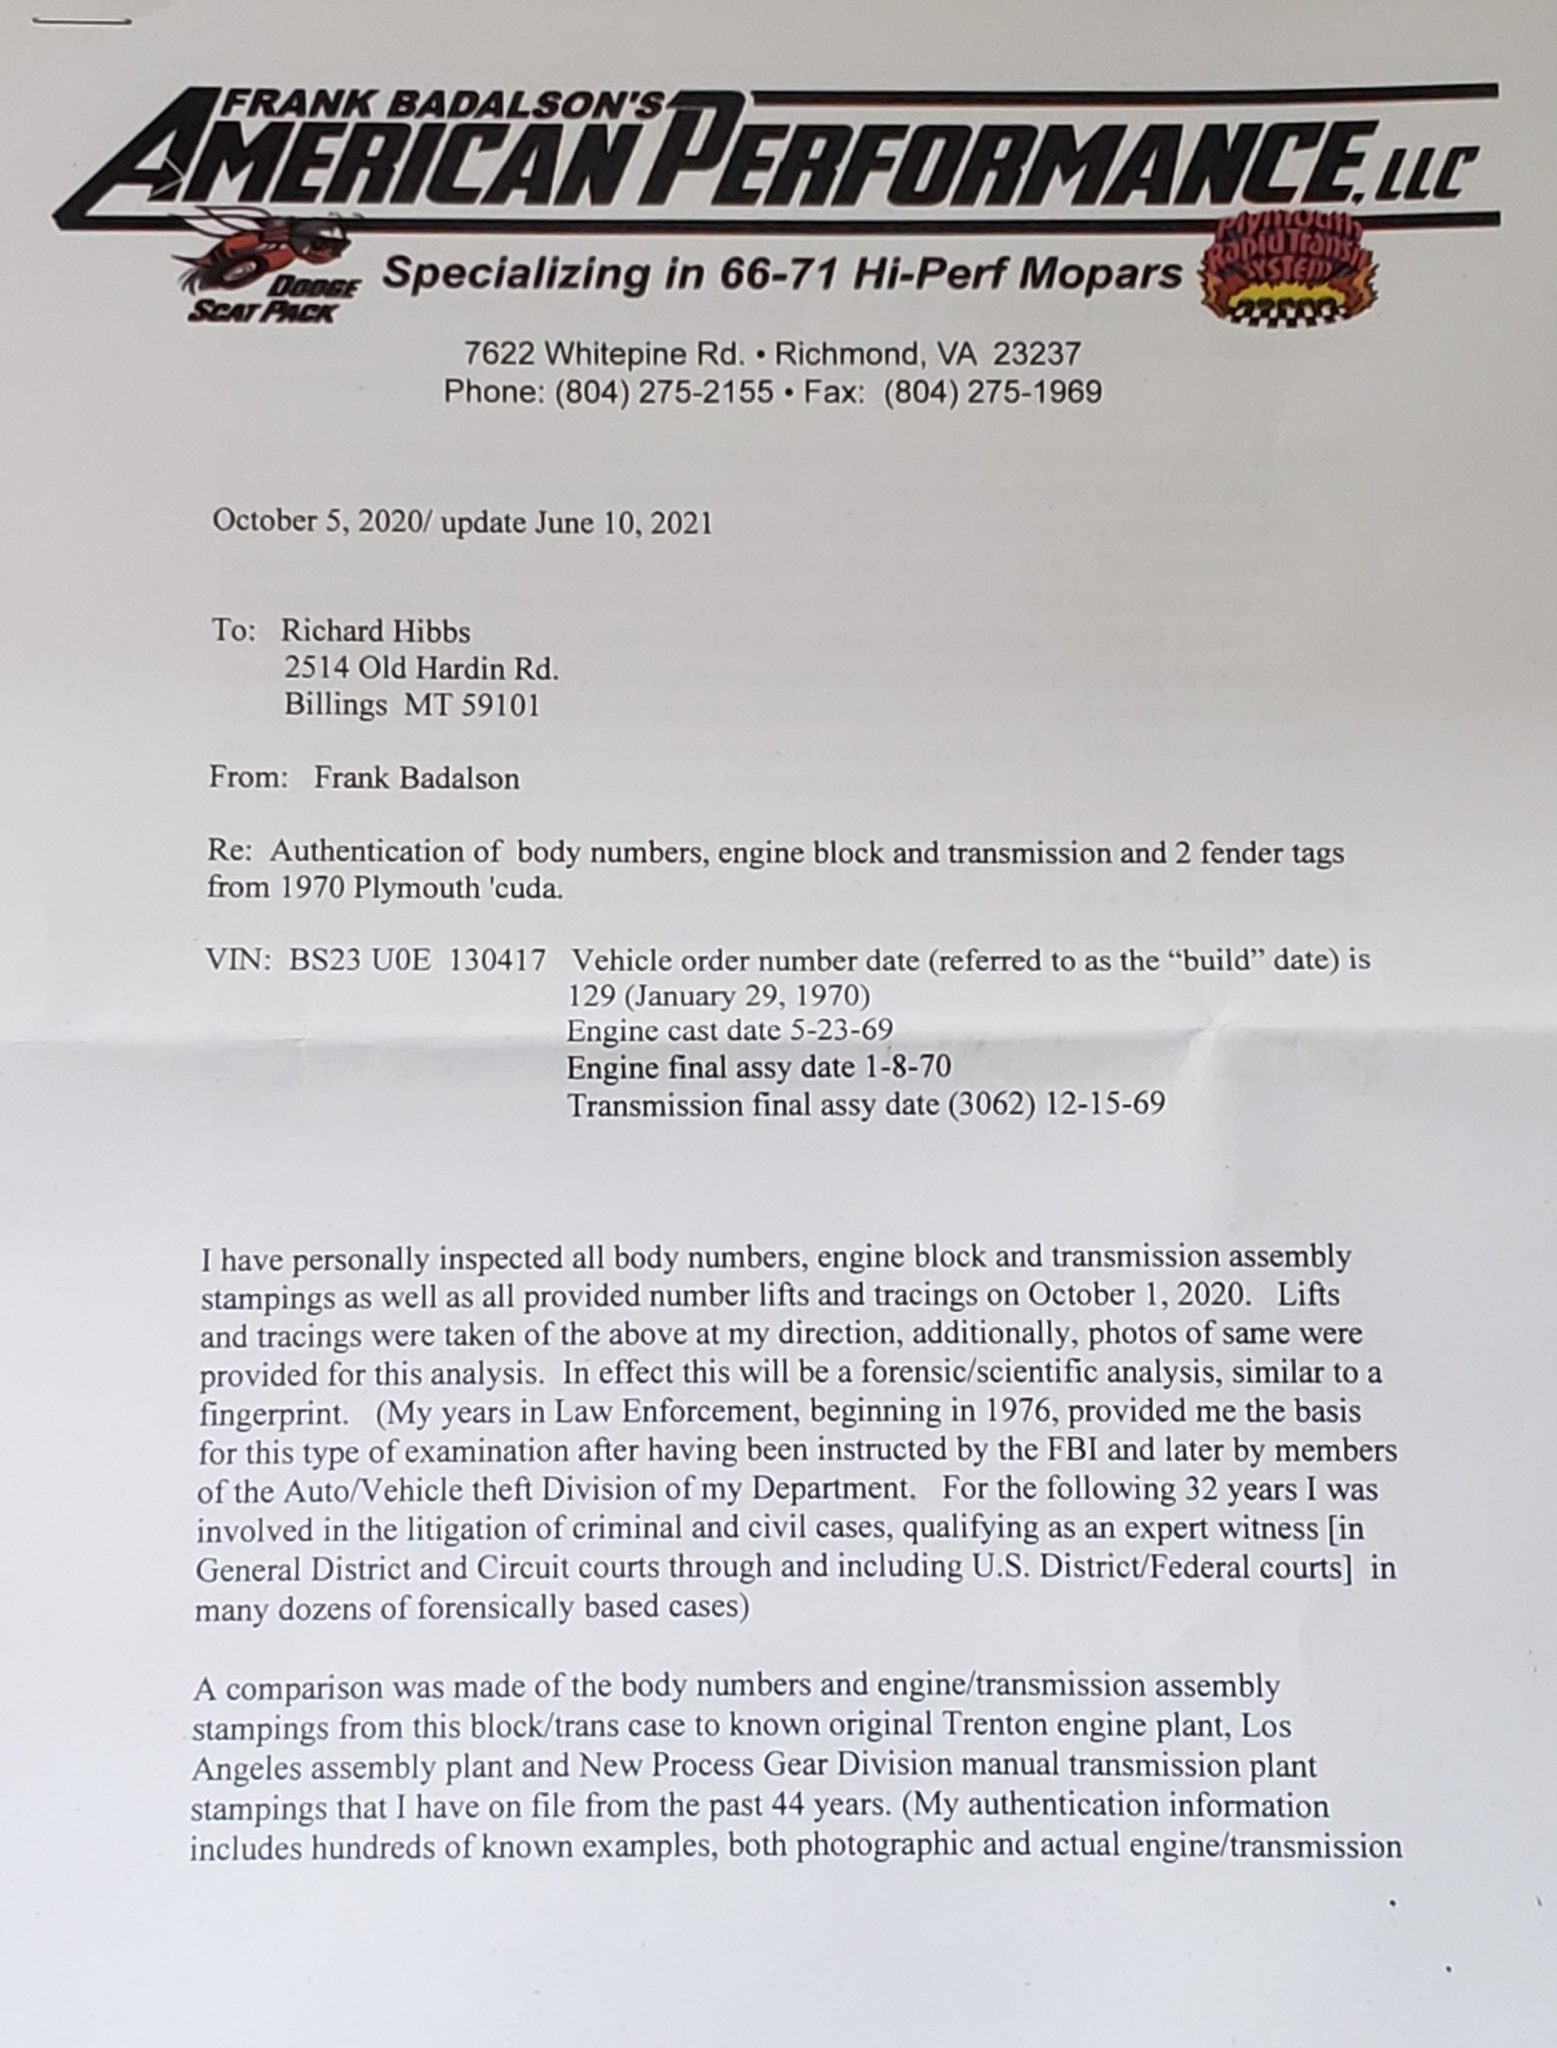 FRANK BADALSON'S
AMERICAN PERFORMANCE, LLC
DODGE
SCAT PACK
Specializing in 66-71 Hi-Perf Mopars
Plymouth
Rapid Transit
SYSTEM
7622 Whitepine Rd. • Richmond, VA 23237
Phone: (804) 275-2155 • Fax: (804) 275-1969
October 5, 2020/ update June 10, 2021
To: Richard Hibbs
2514 Old Hardin Rd.
Billings MT 59101
From: Frank Badalson
Re: Authentication of body numbers, engine block and transmission and 2 fender tags
from 1970 Plymouth 'cuda.
VIN: BS23 U0E 130417 Vehicle order number date (referred to as the “build” date) is
129 (January 29, 1970)
Engine cast date 5-23-69
Engine final assy date 1-8-70
Transmission final assy date (3062) 12-15-69
I have personally inspected all body numbers, engine block and transmission assembly
stampings as well as all provided number lifts and tracings on October 1, 2020. Lifts
and tracings were taken of the above at my direction, additionally, photos of same were
provided for this analysis. In effect this will be a forensic/scientific analysis, similar to a
fingerprint. (My years in Law Enforcement, beginning in 1976, provided me the basis
for this type of examination after having been instructed by the FBI and later by members
of the Auto/Vehicle theft Division of my Department. For the following 32 years I was
involved in the litigation of criminal and civil cases, qualifying as an expert witness [in
General District and Circuit courts through and including U.S. District/Federal courts] in
many dozens of forensically based cases)
A comparison was made of the body numbers and engine/transmission assembly
stampings from this block/trans case to known original Trenton engine plant, Los
Angeles assembly plant and New Process Gear Division manual transmission plant
stampings that I have on file from the past 44 years. (My authentication information
includes hundreds of known examples, both photographic and actual engine/transmission